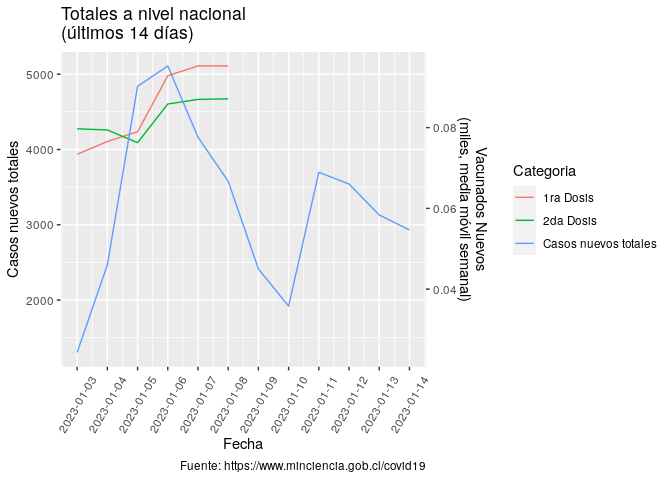 Totales a nivel nacional
(últimos 14 días)
5000
4000
3000
2000
Casos nuevos totales
0.08
0.06
0.04
Vacunados Nuevos
(miles, media móvil semanal)
2023-01-03
2023-01-04
2023-01-05
2023-01-06
2023-01-07
2023-01-08
2023-01-09
2023-01-10
2023-01-11
2023-01-12
2023-01-13
2023-01-14
Fecha
Categoria
1ra Dosis
2da Dosis
Casos nuevos totales
Fuente: https://www.minciencia.gob.cl/covid19